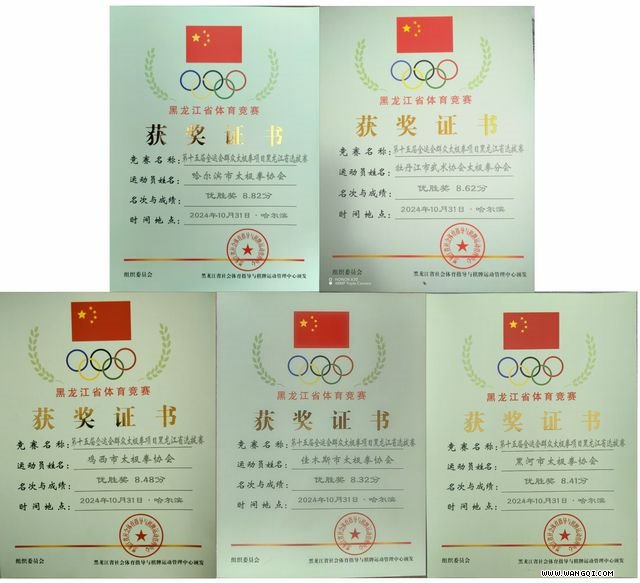 黑龙江省体育竞赛
获奖证书
竞赛名称：第十五届全运会群众太极拳项目黑龙江省选拔赛
运动员姓名：哈尔滨市太极拳协会
名次与成绩：优胜奖 8.82分
时间地点：2024年10月31日·哈尔滨
组织委员会
黑龙江省社会体育指导与棋牌运动管理中心颁发
黑龙江省体育竞赛
获奖证书
竞赛名称：第十五届全运会群众太极拳项目黑龙江省选拔赛
运动员姓名：牡丹江市武术协会太极拳分会
名次与成绩：优胜奖 8.62分
时间地点：2024年10月31日·哈尔滨
组织委员会
黑龙江省社会体育指导与棋牌运动管理中心颁发
黑龙江省体育竞赛
获奖证书
竞赛名称：第十五届全运会群众太极拳项目黑龙江省选拔赛
运动员姓名：鸡西市太极拳协会
名次与成绩：优胜奖 8.48分
时间地点：2024年10月31日·哈尔滨
组织委员会
黑龙江省社会体育指导与棋牌运动管理中心颁发
黑龙江省体育竞赛
获奖证书
竞赛名称：第十五届全运会群众太极拳项目黑龙江省选拔赛
运动员姓名：佳木斯市太极拳协会
名次与成绩：优胜奖 8.32分
时间地点：2024年10月31日·哈尔滨
组织委员会
黑龙江省社会体育指导与棋牌运动管理中心颁发
黑龙江省体育竞赛
获奖证书
竞赛名称：第十五届全运会群众太极拳项目黑龙江省选拔赛
运动员姓名：黑河市太极拳协会
名次与成绩：优胜奖 8.41分
时间地点：2024年10月31日·哈尔滨
组织委员会
黑龙江省社会体育指导与棋牌运动管理中心颁发
www.WANGQI.COM